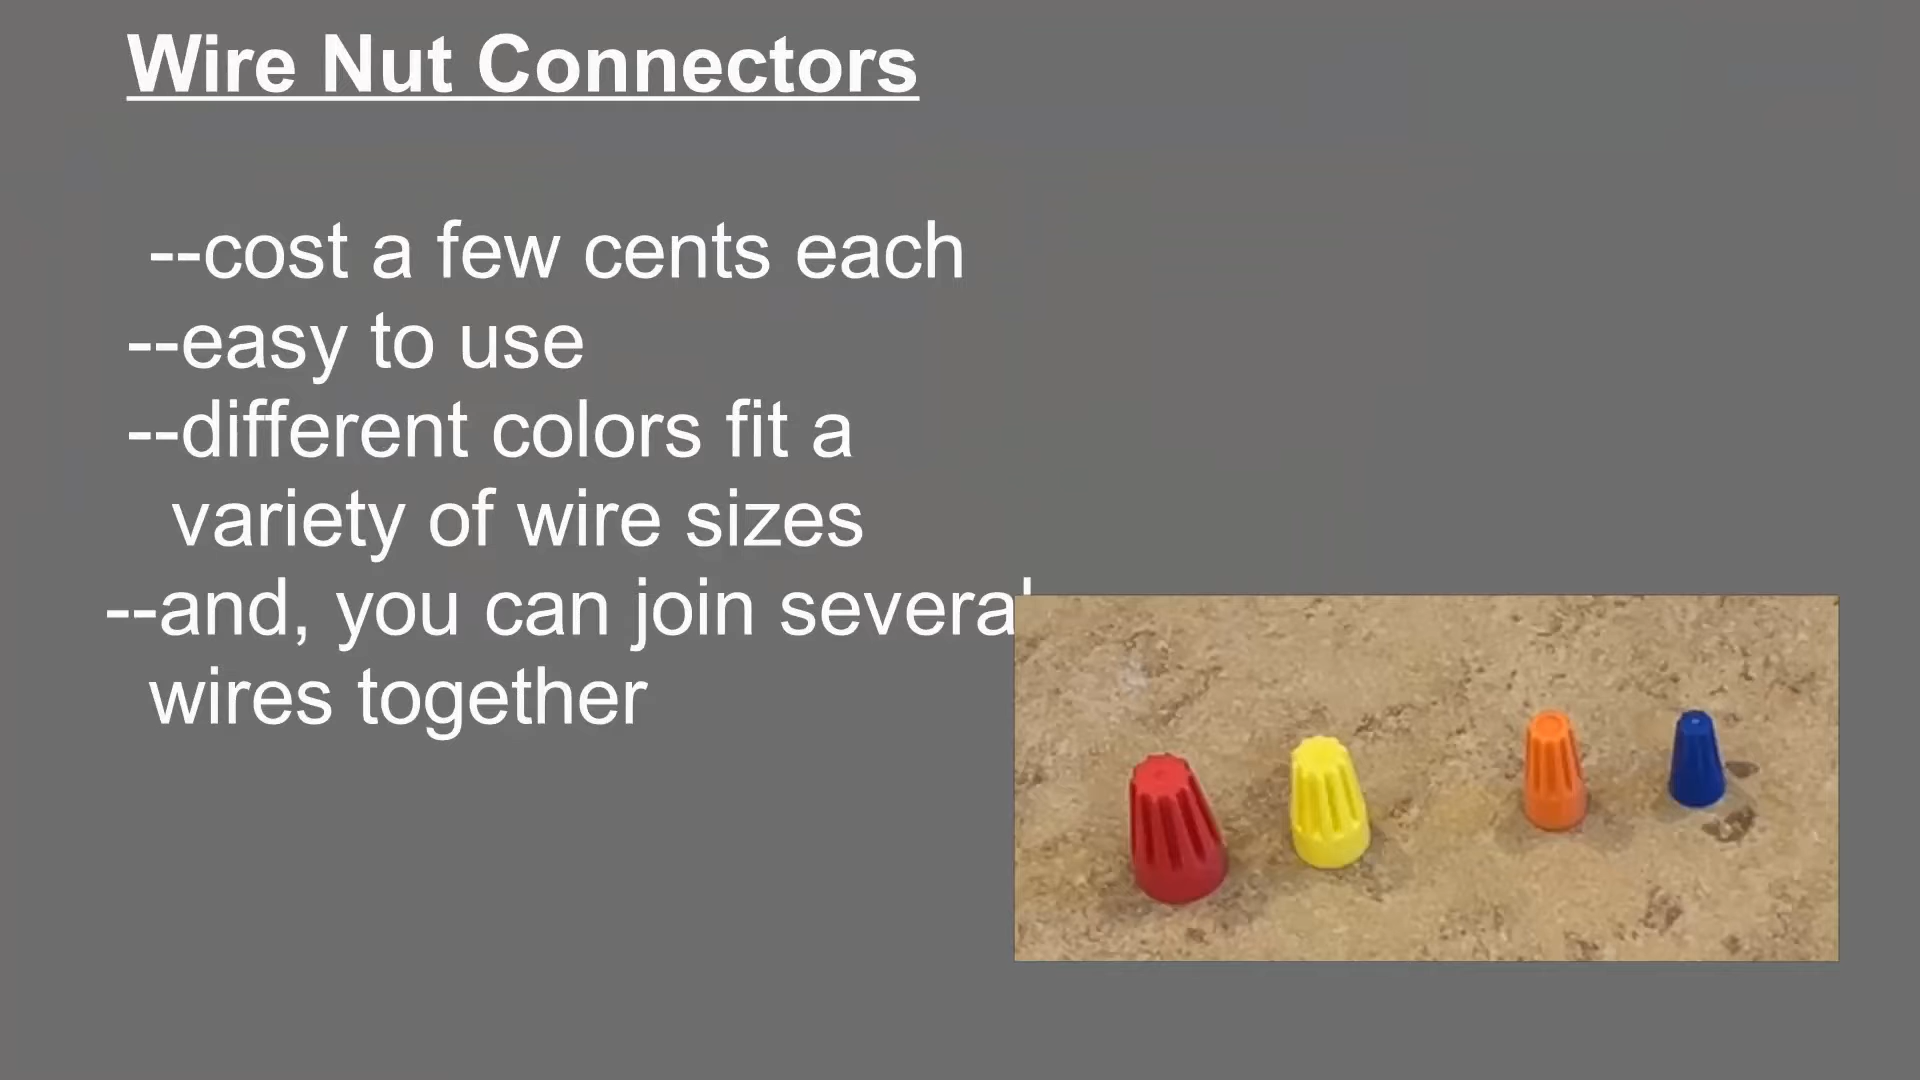 Wire Nut Connectors
--cost a few cents each
--easy to use
--different colors fit a
variety of wire sizes
--and, you can join several
wires together